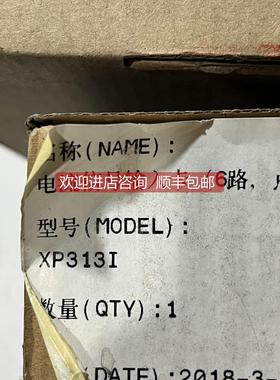 名称(NAME):
电
6路,
欢迎进店咨询 顺丰包邮
型号(MODEL):
XP313I
数量(QTY):1
(DATE):2018-3